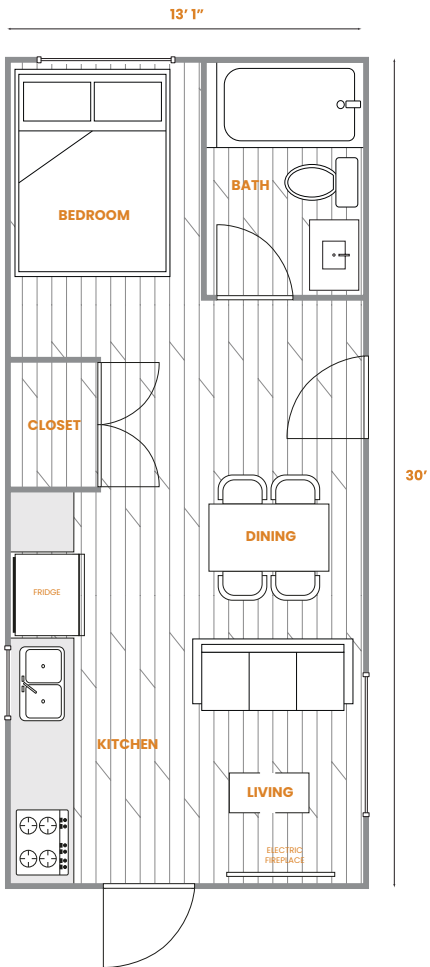 13’ 1”
BATH
BEDROOM
CLOSET
30’
DINING
FRIDGE
KITCHEN
LIVING
ELECTRIC
FIREPLACE